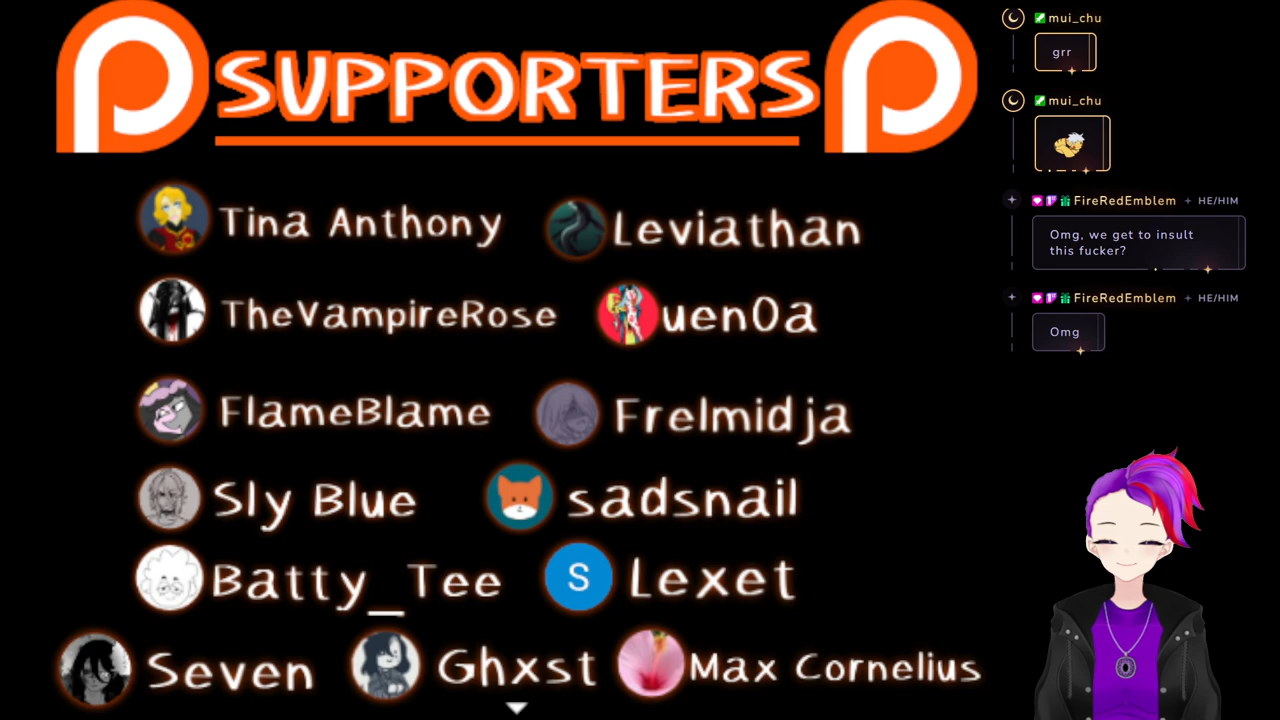 SUPPORTERS
Tina Anthony
Leviathan
TheVampireRose
uen0a
FlameBlame
Frelmidja
Sly Blue
sadsnail
Batty_Tee
S
Lexet
Seven
Ghxst
Max Cornelius
mui_chu
grr
mui_chu
FireRedEmblem + HE/HIM
Omg, we get to insult
this fucker?
FireRedEmblem + HE/HIM
Omg